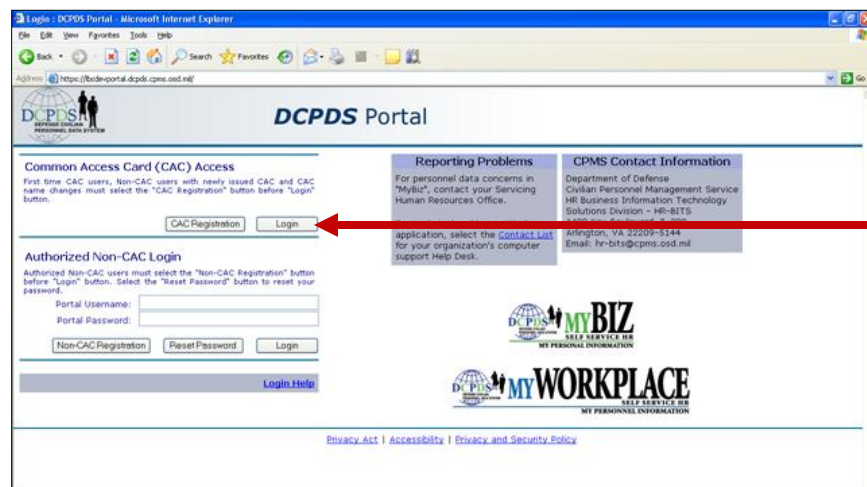 Login : DCPDS Portal - Microsoft Internet Explorer
File Edit View Favorites Tools Help
Back Search Favorites
Address https://bcdevportal.dcpds.cpms.osd.mil/ Go
DCPDS
DEFENSE CIVILIAN
PERSONNEL DATA SYSTEM
DCPDS Portal
Common Access Card (CAC) Access
First time CAC users, Non-CAC users with newly issued CAC and CAC
name changes must select the "CAC Registration" button before "Login"
button.
CAC Registration Login
Authorized Non-CAC Login
Authorized Non-CAC users must select the "Non-CAC Registration" button
before "Login" button. Select the "Reset Password" button to reset your
password.
Portal Username:
Portal Password:
Non-CAC Registration Reset Password Login
Login Help
Reporting Problems
For personnel data concerns in
"MyBiz", contact your Servicing
Human Resources Office.
application, select the Contact List
for your organization's computer
support Help Desk.
CPMS Contact Information
Department of Defense
Civilian Personnel Management Service
HR Business Information Technology
Solutions Division - HR-BITS
Arlington, VA 22209-5144
Email: hr-bits@cpms.osd.mil
DCPDS MYBIZ
SELF SERVICE HR
MY PERSONAL INFORMATION
DCPDS MYWORKPLACE
SELF SERVICE HR
MY PERSONNEL INFORMATION
Privacy Act | Accessibility | Privacy and Security Policy